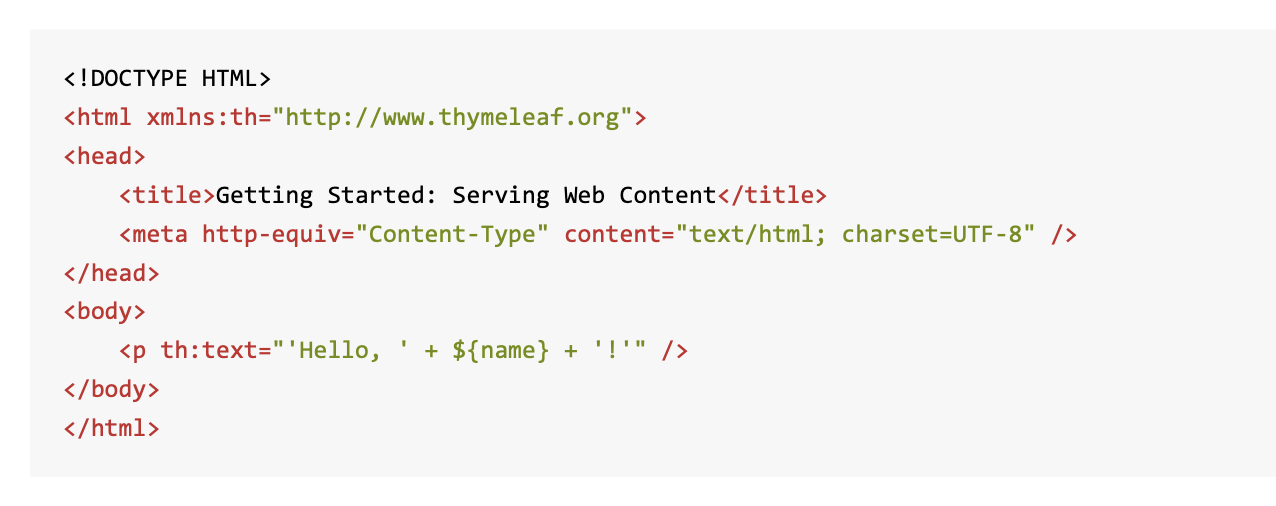 <!DOCTYPE HTML>
<html xmlns:th="http://www.thymeleaf.org">
<head>
    <title>Getting Started: Serving Web Content</title>
    <meta http-equiv="Content-Type" content="text/html; charset=UTF-8" />
</head>
<body>
    <p th:text="'Hello, ' + ${name} + '!'" />
</body>
</html>